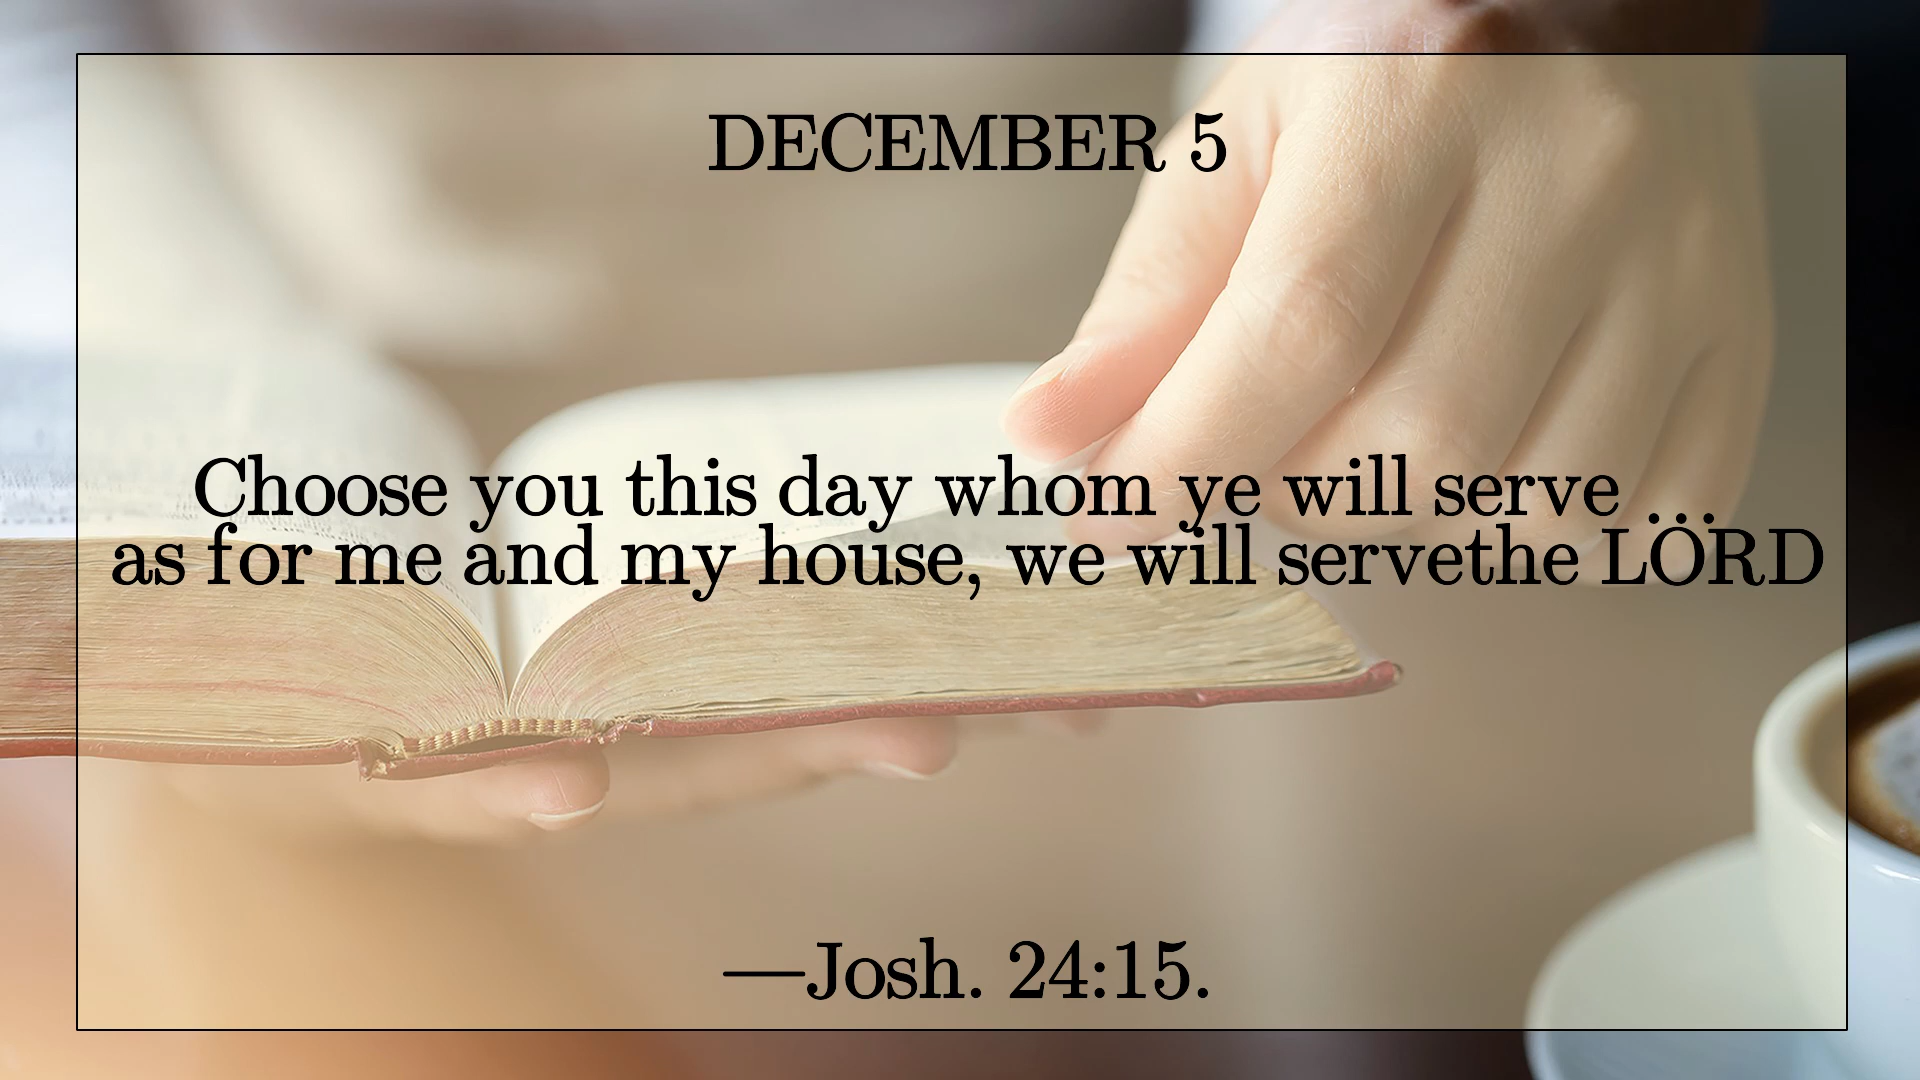 DECEMBER 5
Choose you this day whom ye will serve ...
as for me and my house, we will servethe LORD
—Josh. 24:15.